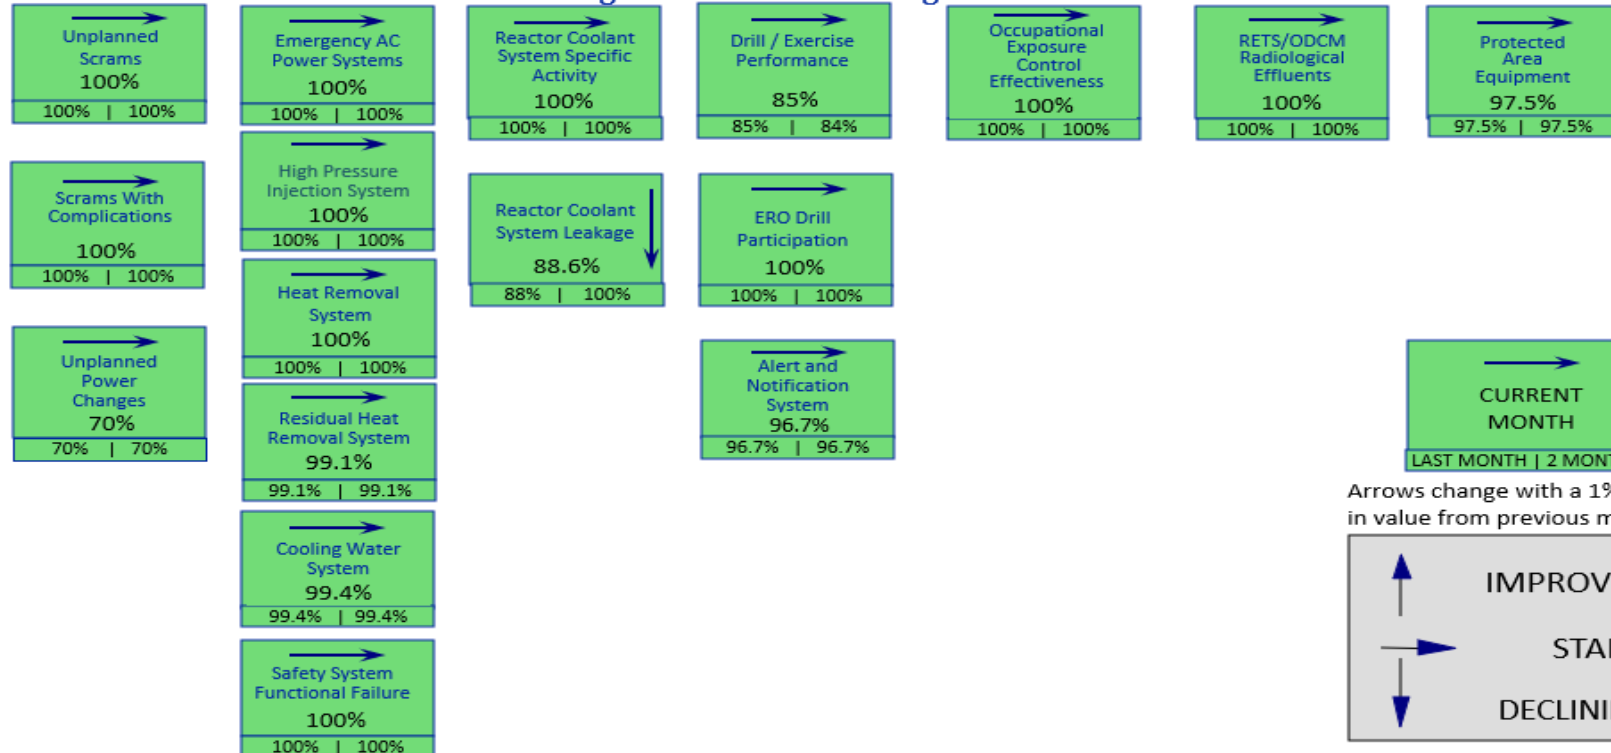 Unplanned
Scrams
100%
100% | 100%
Scrams With
Complications
100%
100% | 100%
Unplanned
Power
Changes
70%
70% | 70%
Emergency AC
Power Systems
100%
100% | 100%
High Pressure
Injection System
100%
100% | 100%
Heat Removal
System
100%
100% | 100%
Residual Heat
Removal System
99.1%
99.1% | 99.1%
Cooling Water
System
99.4%
99.4% | 99.4%
Safety System
Functional Failure
100%
100% | 100%
Reactor Coolant
System Specific
Activity
100%
100% | 100%
Reactor Coolant
System Leakage
88.6%
88% | 100%
Drill / Exercise
Performance
85%
85% | 84%
ERO Drill
Participation
100%
100% | 100%
Alert and
Notification
System
96.7%
96.7% | 96.7%
Occupational
Exposure
Control
Effectiveness
100%
100% | 100%
RETS/ODCM
Radiological
Effluents
100%
100% | 100%
Protected
Area
Equipment
97.5%
97.5% | 97.5%
CURRENT
MONTH
LAST MONTH | 2 MONT
Arrows change with a 1%
in value from previous m
IMPROV
STA
DECLINI